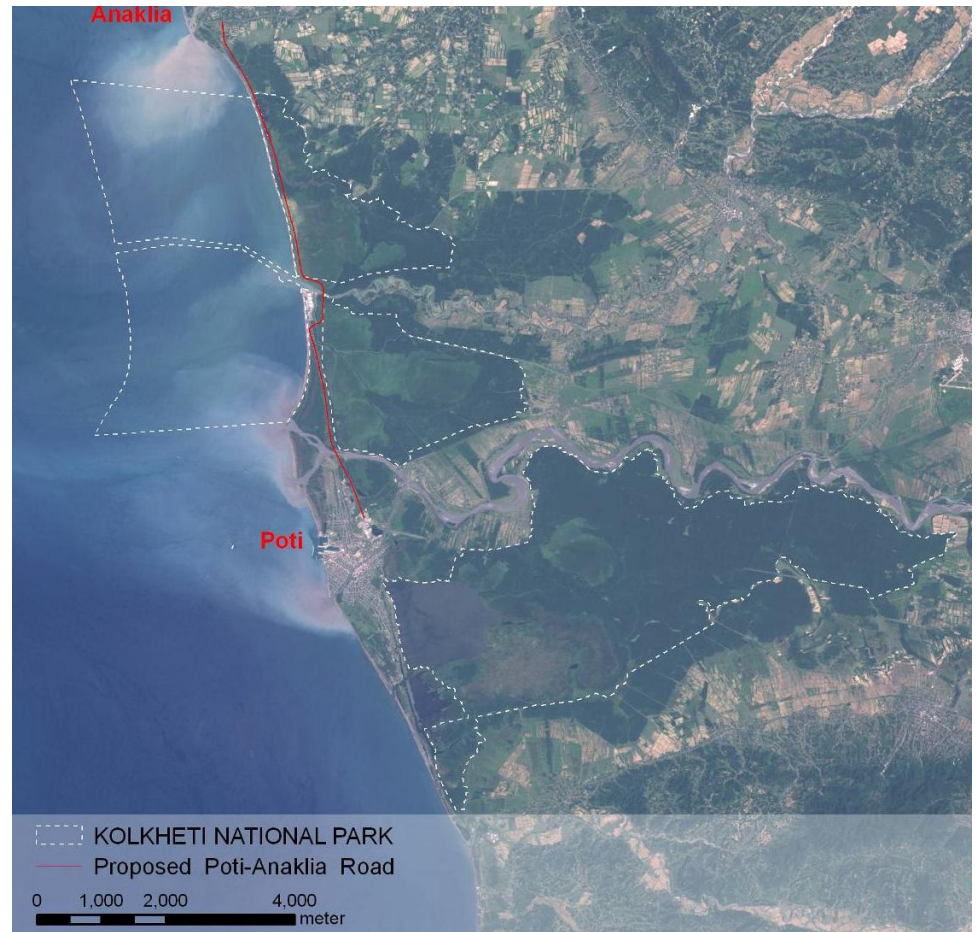 Anaklia
Poti
KOLKHETI NATIONAL PARK
Proposed Poti-Anaklia Road
0 1,000 2,000 4,000
meter